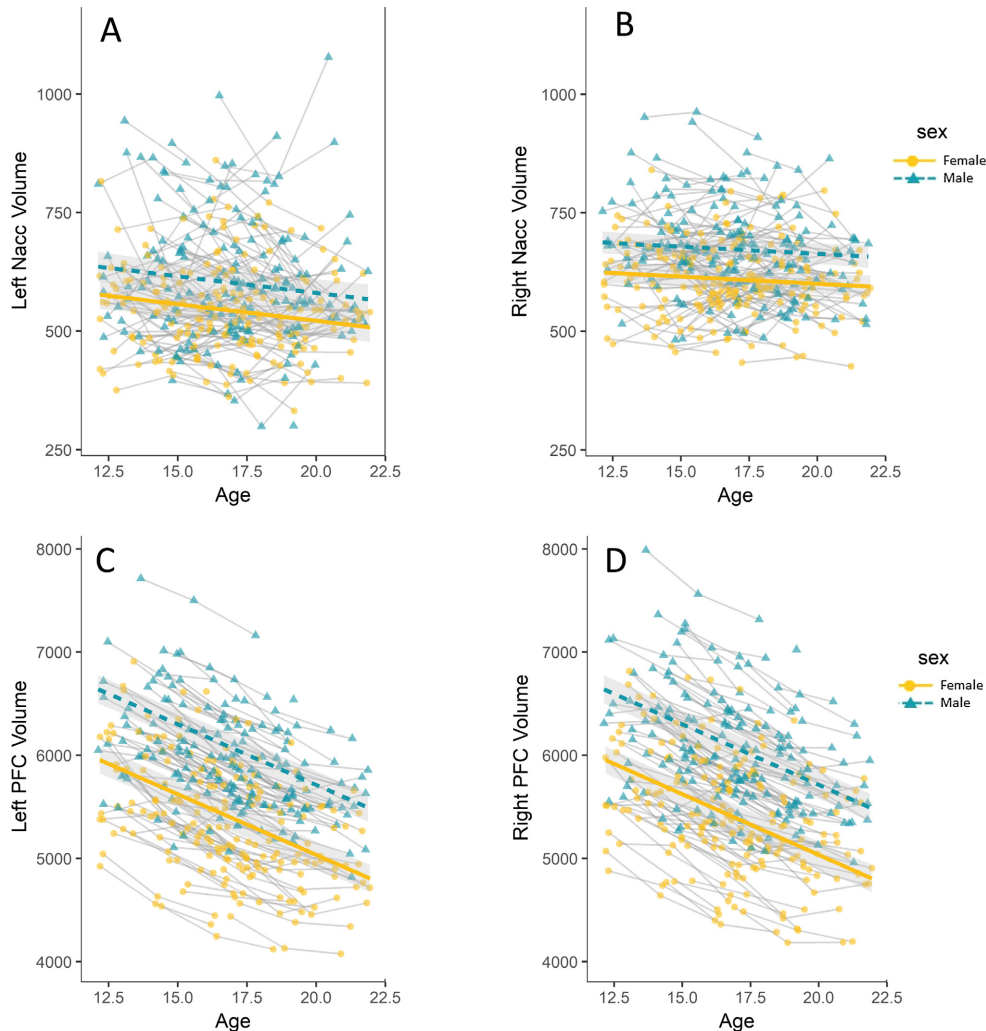 A
B
1000
750
500
250
Left Nacc Volume
12.5 15.0 17.5 20.0 22.5
Age
1000
750
500
250
Right Nacc Volume
12.5 15.0 17.5 20.0 22.5
Age
sex
Female
Male
C
D
8000
7000
6000
5000
4000
Left PFC Volume
12.5 15.0 17.5 20.0 22.5
Age
8000
7000
6000
5000
4000
Right PFC Volume
12.5 15.0 17.5 20.0 22.5
Age
sex
Female
Male